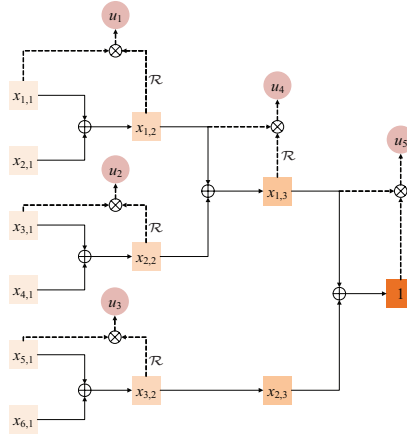 u₁
x₁,₁
ℛ
x₁,₂
x₂,₁
u₄
ℛ
u₂
x₃,₁
ℛ
x₂,₂
x₁,₃
u₅
x₄,₁
1
u₃
x₅,₁
ℛ
x₃,₂
x₂,₃
x₆,₁